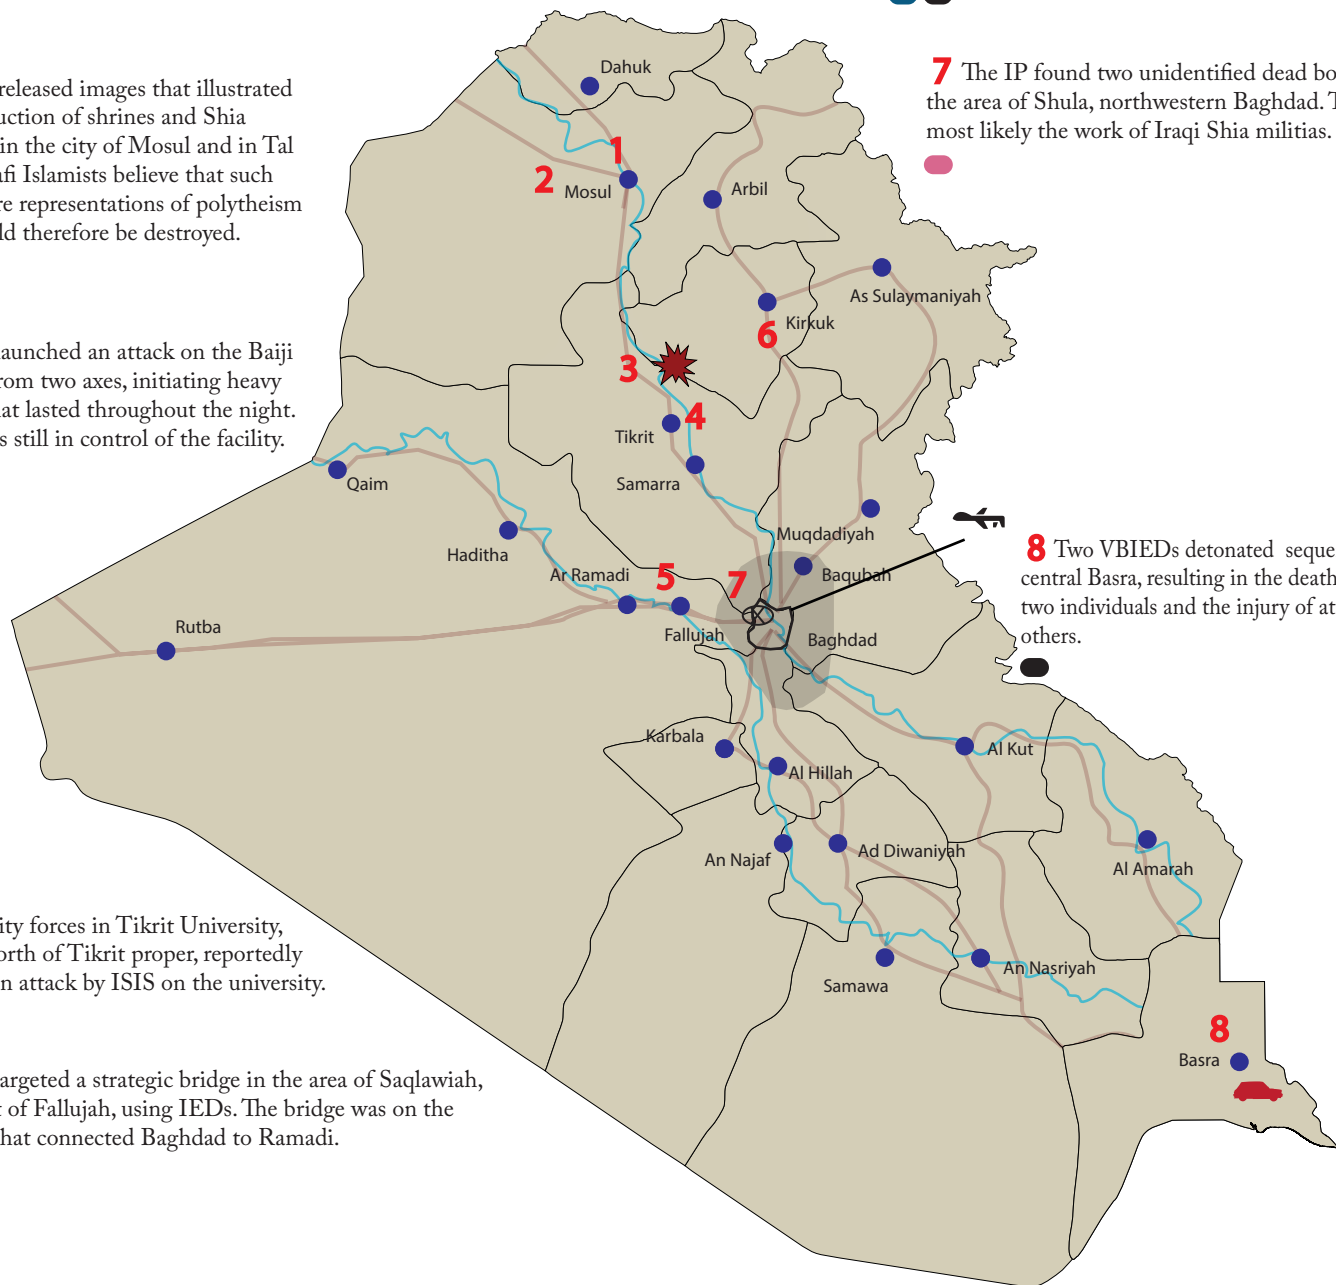 released images that illustrated
uction of shrines and Shia
in the city of Mosul and in Tal
afi Islamists believe that such
re representations of polytheism
ld therefore be destroyed.
launched an attack on the Baiji
rom two axes, initiating heavy
hat lasted throughout the night.
s still in control of the facility.
ity forces in Tikrit University,
orth of Tikrit proper, reportedly
n attack by ISIS on the university.
argeted a strategic bridge in the area of Saqlawiah,
t of Fallujah, using IEDs. The bridge was on the
that connected Baghdad to Ramadi.
Dahuk
1
2
Mosul
Arbil
As Sulaymaniyah
Kirkuk
6
3
4
Tikrit
Samarra
Qaim
Haditha
Muqdadiyah
Ar Ramadi
5
7
Baqubah
Fallujah
Baghdad
Rutba
Karbala
Al Hillah
Al Kut
An Najaf
Ad Diwaniyah
Al Amarah
Samawa
An Nasriyah
8
Basra
7 The IP found two unidentified dead bo
the area of Shula, northwestern Baghdad. T
most likely the work of Iraqi Shia militias.
8 Two VBIEDs detonated seque
central Basra, resulting in the death
two individuals and the injury of at
others.